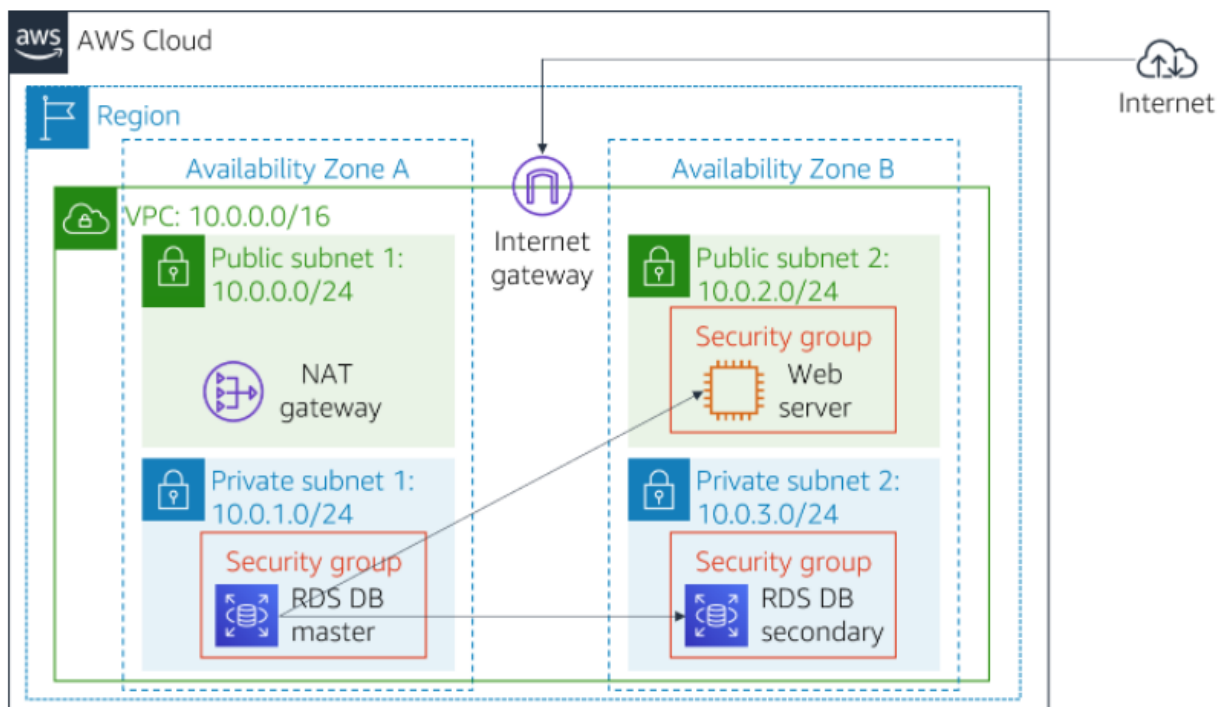 aws
AWS Cloud
Internet
Region
Availability Zone A
Availability Zone B
VPC: 10.0.0.0/16
Internet
gateway
Public subnet 1:
10.0.0.0/24
NAT
gateway
Public subnet 2:
10.0.2.0/24
Security group
Web
server
Private subnet 1:
10.0.1.0/24
Security group
RDS DB
master
Private subnet 2:
10.0.3.0/24
Security group
RDS DB
secondary